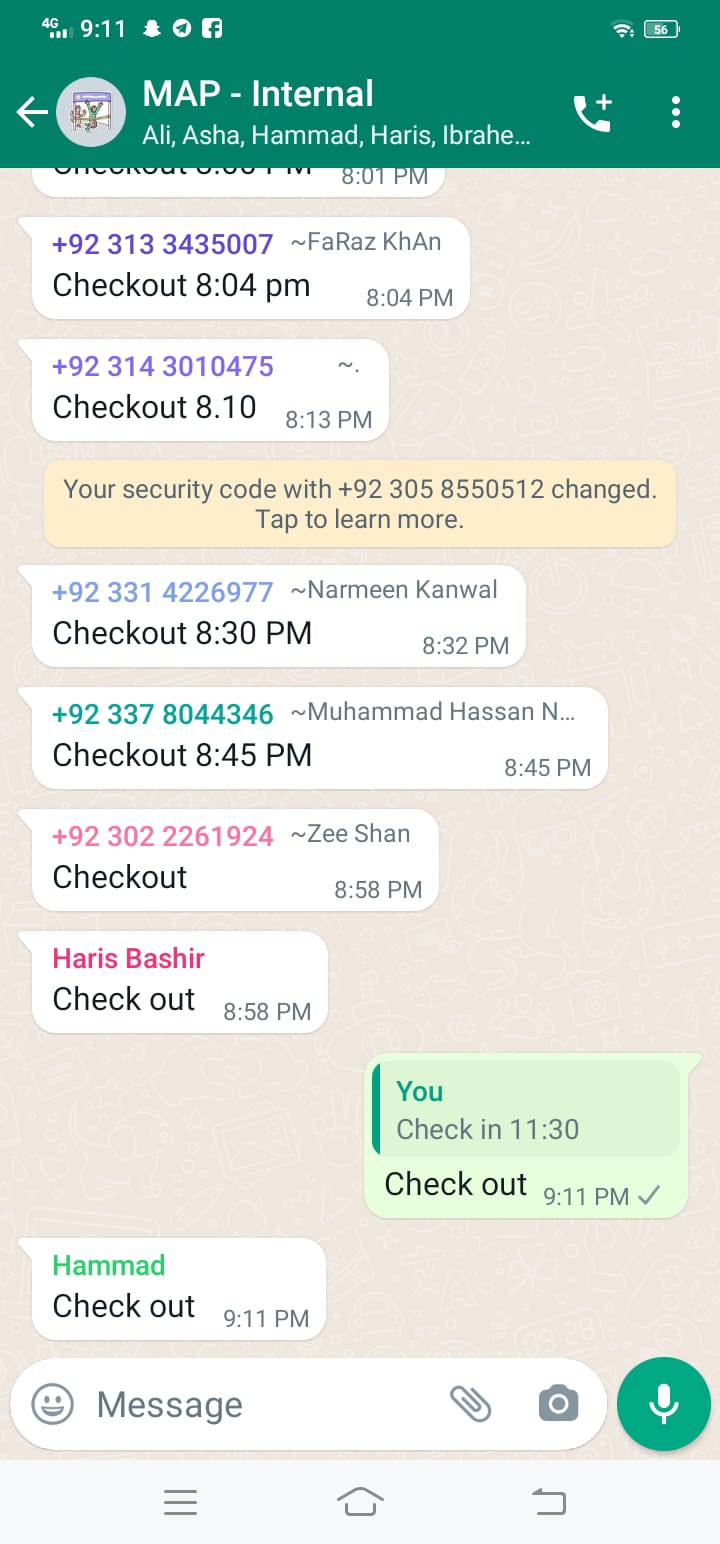 4G 9:11 56
MAP - Internal
Ali, Asha, Hammad, Haris, Ibrahe...
8:01 PM
+92 313 3435007 ~FaRaz KhAn
Checkout 8:04 pm 8:04 PM
+92 314 3010475 ~.
Checkout 8.10 8:13 PM
Your security code with +92 305 8550512 changed.
Tap to learn more.
+92 331 4226977 ~Narmeen Kanwal
Checkout 8:30 PM 8:32 PM
+92 337 8044346 ~Muhammad Hassan N...
Checkout 8:45 PM 8:45 PM
+92 302 2261924 ~Zee Shan
Checkout 8:58 PM
Haris Bashir
Check out 8:58 PM
You
Check in 11:30
Check out 9:11 PM
Hammad
Check out 9:11 PM
Message